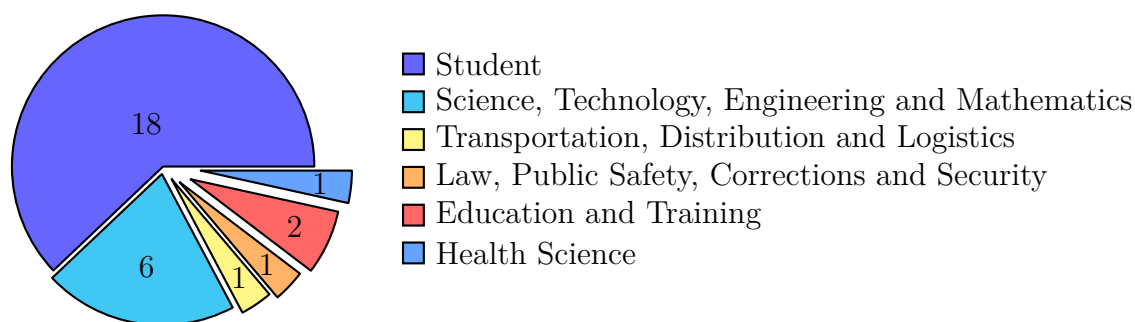 18
6
1
1
2
1
Student
Science, Technology, Engineering and Mathematics
Transportation, Distribution and Logistics
Law, Public Safety, Corrections and Security
Education and Training
Health Science